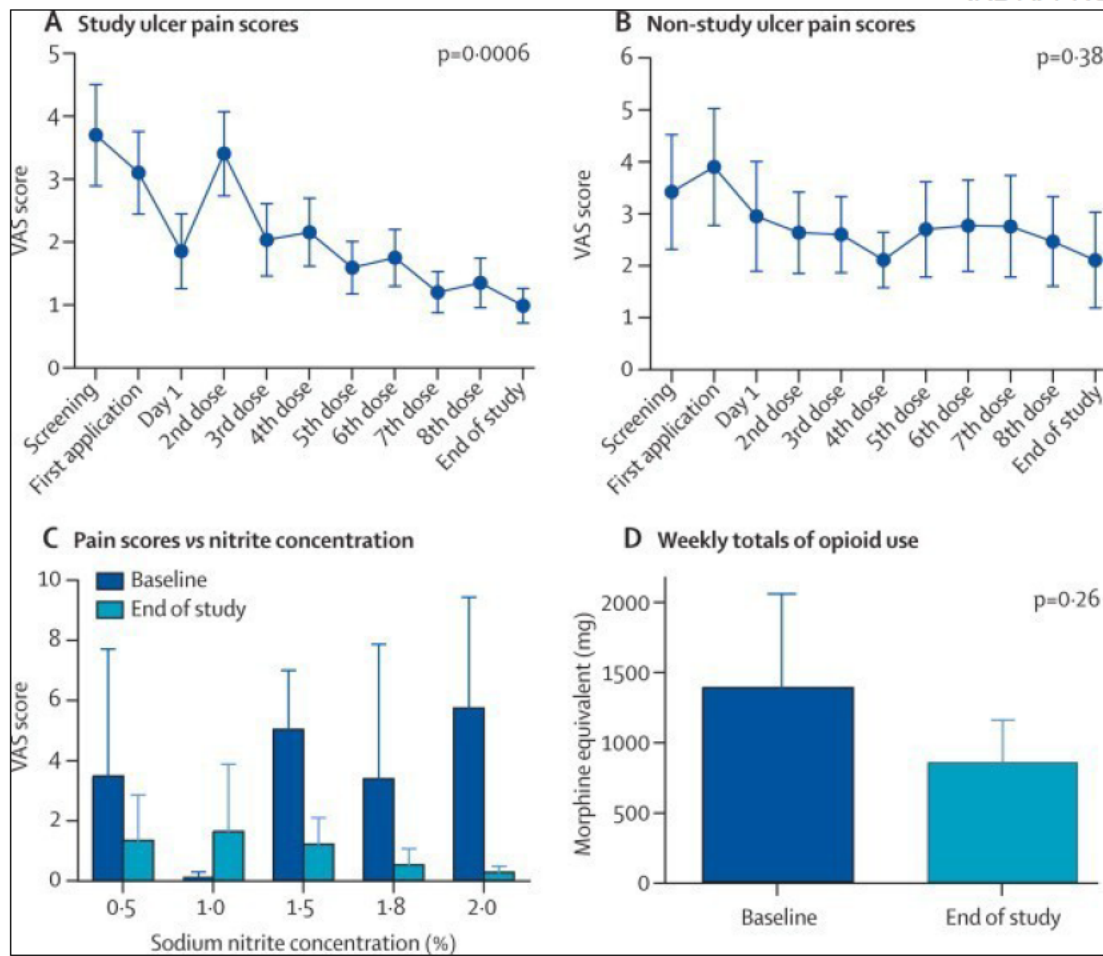 A Study ulcer pain scores
p=0·0006
VAS score
5
4
3
2
1
0
Screening
First application
Day 1
2nd dose
3rd dose
4th dose
5th dose
6th dose
7th dose
8th dose
End of study
B Non-study ulcer pain scores
p=0·38
VAS score
6
5
4
3
2
1
0
Screening
First application
Day 1
2nd dose
3rd dose
4th dose
5th dose
6th dose
7th dose
8th dose
End of study
C Pain scores vs nitrite concentration
Baseline
End of study
VAS score
10
8
6
4
2
0
0·5 1·0 1·5 1·8 2·0
Sodium nitrite concentration (%)
D Weekly totals of opioid use
p=0·26
Morphine equivalent (mg)
2000
1500
1000
500
0
Baseline End of study